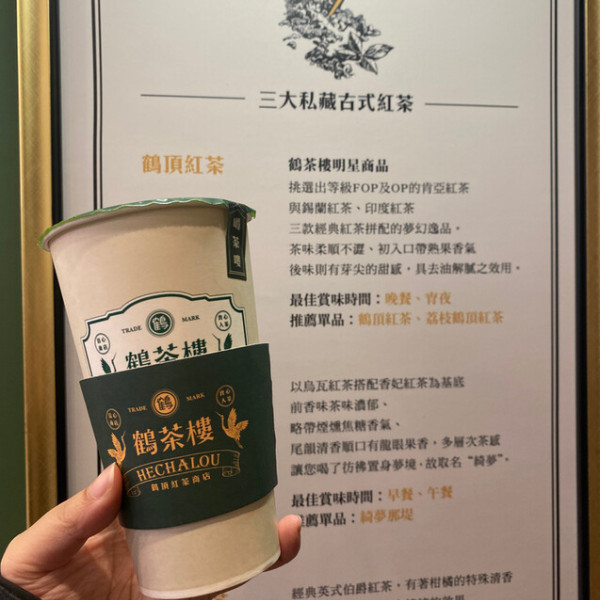 三大私藏古式紅茶
鶴頂紅茶
鶴茶樓明星商品
挑選出等級FOP及OP的肯亞紅茶
與錫蘭紅茶、印度紅茶
三款經典紅茶拼配的夢幻逸品。
茶味柔順不澀、初入口帶熟果香氣
後味則有芽尖的甜感，具去油解膩之效用。
最佳賞味時間：晚餐、宵夜
推薦單品：鶴頂紅茶、荔枝鶴頂紅茶
以烏瓦紅茶搭配香妃紅茶為基底
前香味茶味濃郁、
略帶煙燻焦糖香氣、
尾韻清香順口有龍眼果香，多層次茶感
讓您喝了彷彿置身夢境，故取名“綺夢”。
最佳賞味時間：早餐、午餐
推薦單品：綺夢那堤
經典英式伯爵紅茶，有著柑橘的特殊清香
TRADE
鶴
MARK
鶴茶樓
TRADE
鶴
MARK
鶴茶樓
HECHALOU
鶴頂紅茶商店